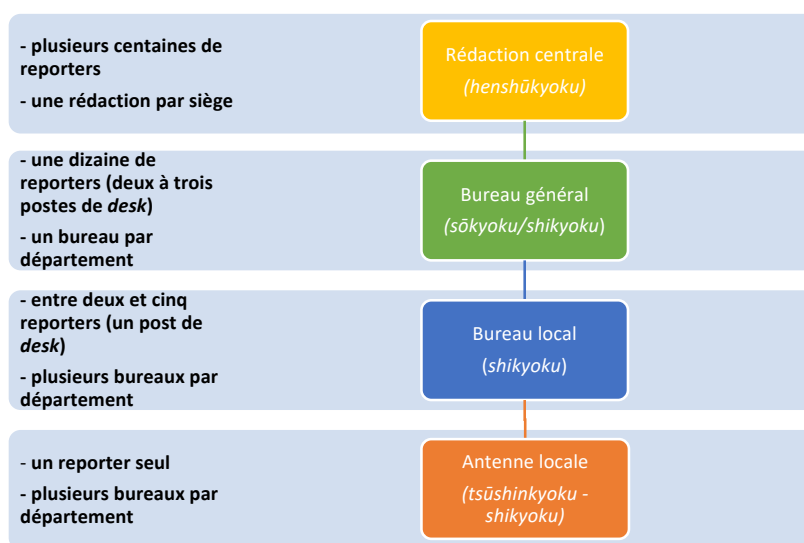 - plusieurs centaines de
reporters
- une rédaction par siège
Rédaction centrale
(henshūkyoku)
- une dizaine de
reporters (deux à trois
postes de desk)
- un bureau par
département
Bureau général
(sōkyoku/shikyoku)
- entre deux et cinq
reporters (un post de
desk)
- plusieurs bureaux par
département
Bureau local
(shikyoku)
- un reporter seul
- plusieurs bureaux par
département
Antenne locale
(tsūshinkyoku -
shikyoku)